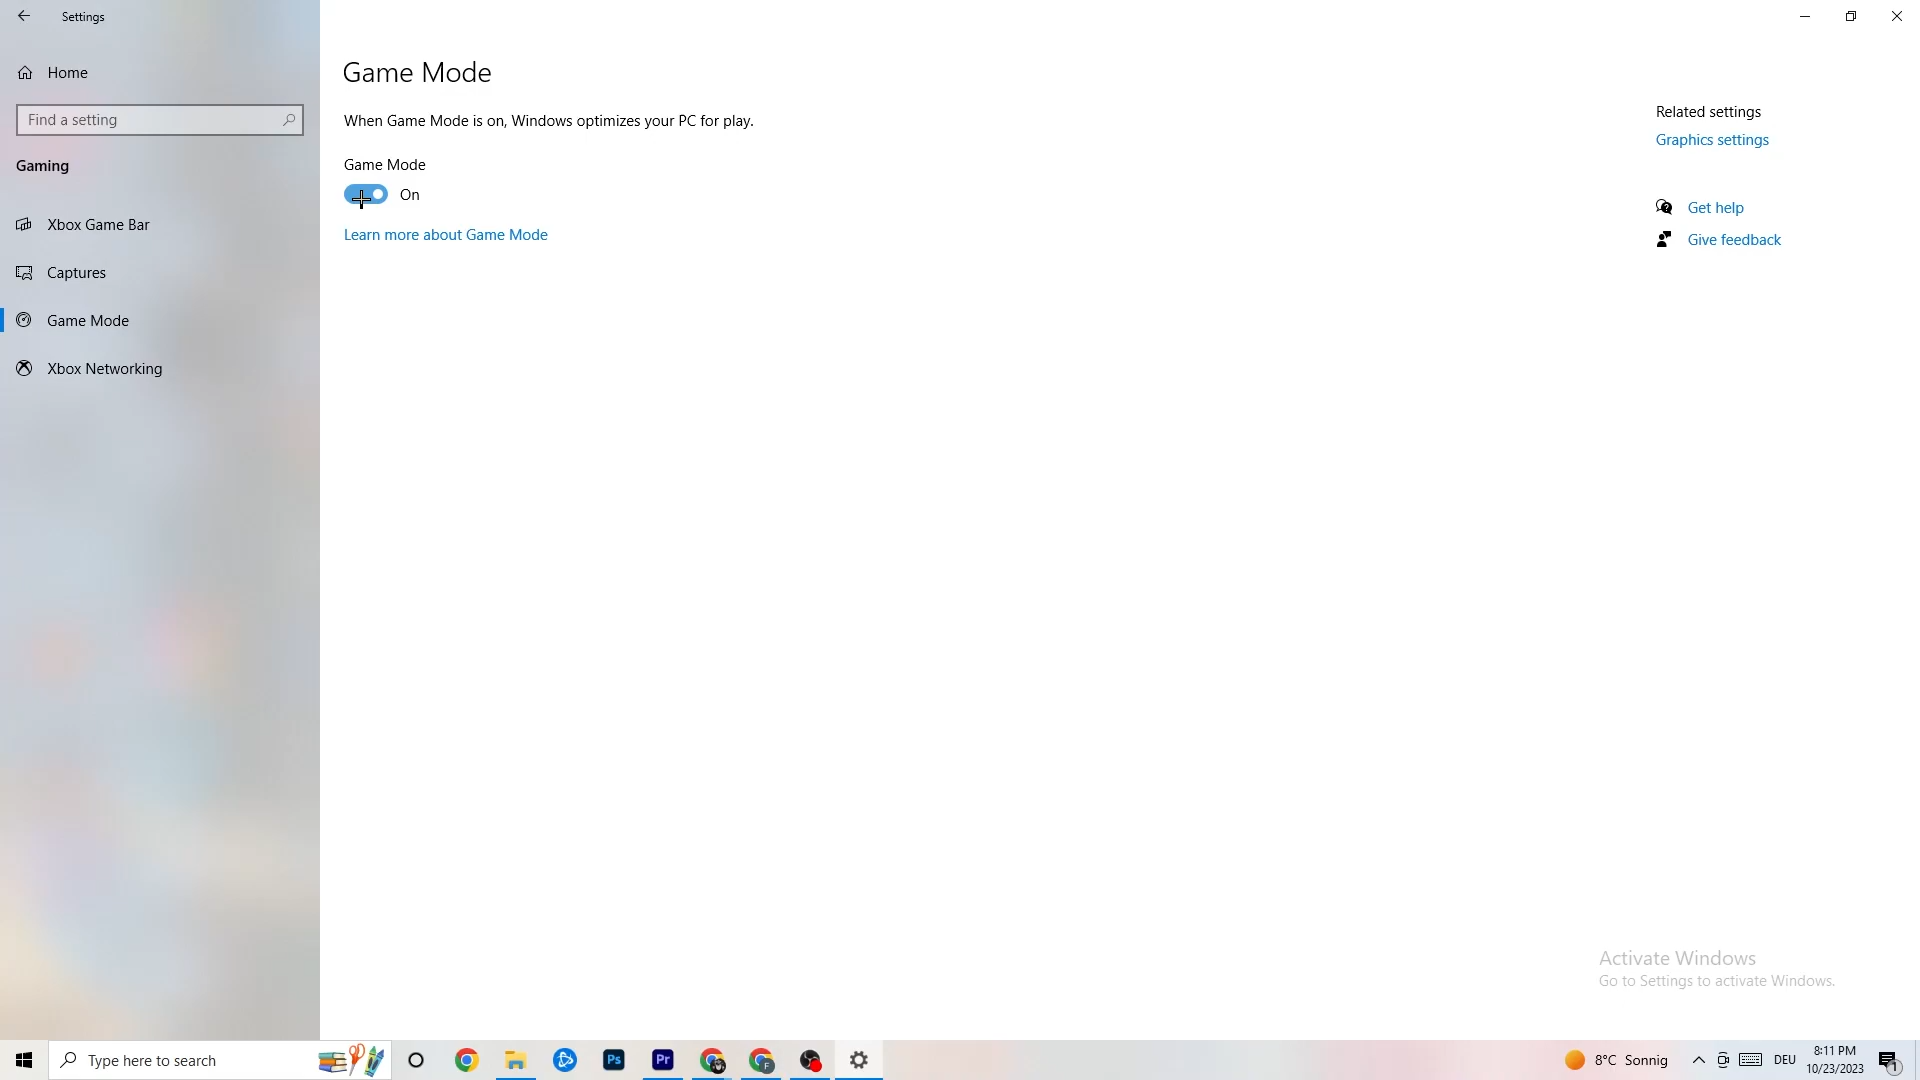 Settings
Home
Find a setting
Gaming
Xbox Game Bar
Captures
Game Mode
Xbox Networking
Game Mode
When Game Mode is on, Windows optimizes your PC for play.
Game Mode
On
Learn more about Game Mode
Related settings
Graphics settings
Get help
Give feedback
Activate Windows
Go to Settings to activate Windows.
Type here to search
Ps
Pr
F
8°C Sonnig
DEU
8:11 PM
10/23/2023
1